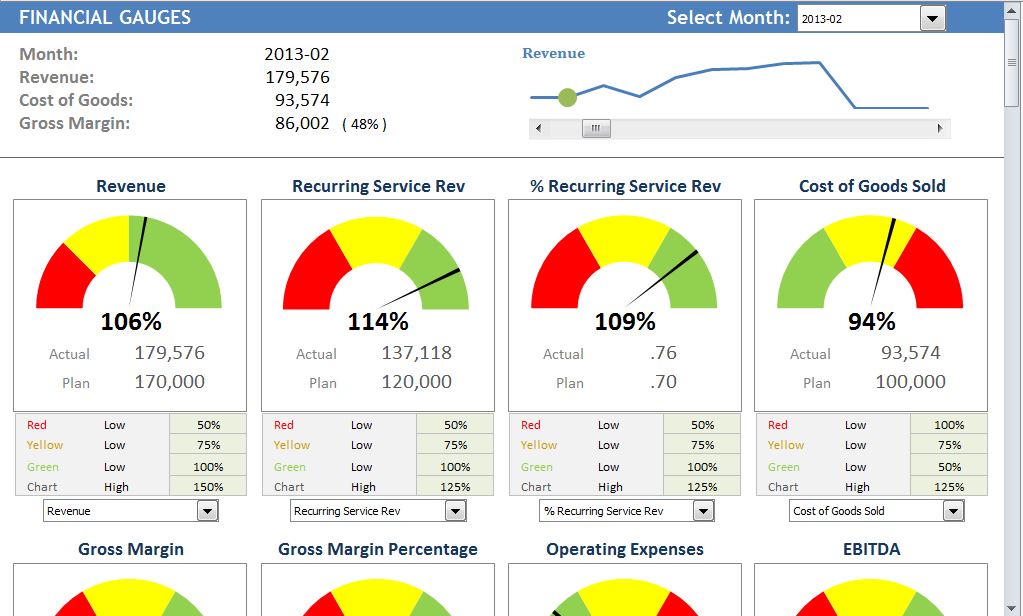 FINANCIAL GAUGES Select Month: 2013-02
Month: 2013-02
Revenue: 179,576
Cost of Goods: 93,574
Gross Margin: 86,002 ( 48% )
Revenue
Revenue Recurring Service Rev % Recurring Service Rev Cost of Goods Sold
106% 114% 109% 94%
Actual 179,576 Actual 137,118 Actual .76 Actual 93,574
Plan 170,000 Plan 120,000 Plan .70 Plan 100,000
Red Low 50% Red Low 50% Red Low 50% Red Low 100%
Yellow Low 75% Yellow Low 75% Yellow Low 75% Yellow Low 75%
Green Low 100% Green Low 100% Green Low 100% Green Low 50%
Chart High 150% Chart High 125% Chart High 125% Chart High 125%
Revenue Recurring Service Rev % Recurring Service Rev Cost of Goods Sold
Gross Margin Gross Margin Percentage Operating Expenses EBITDA